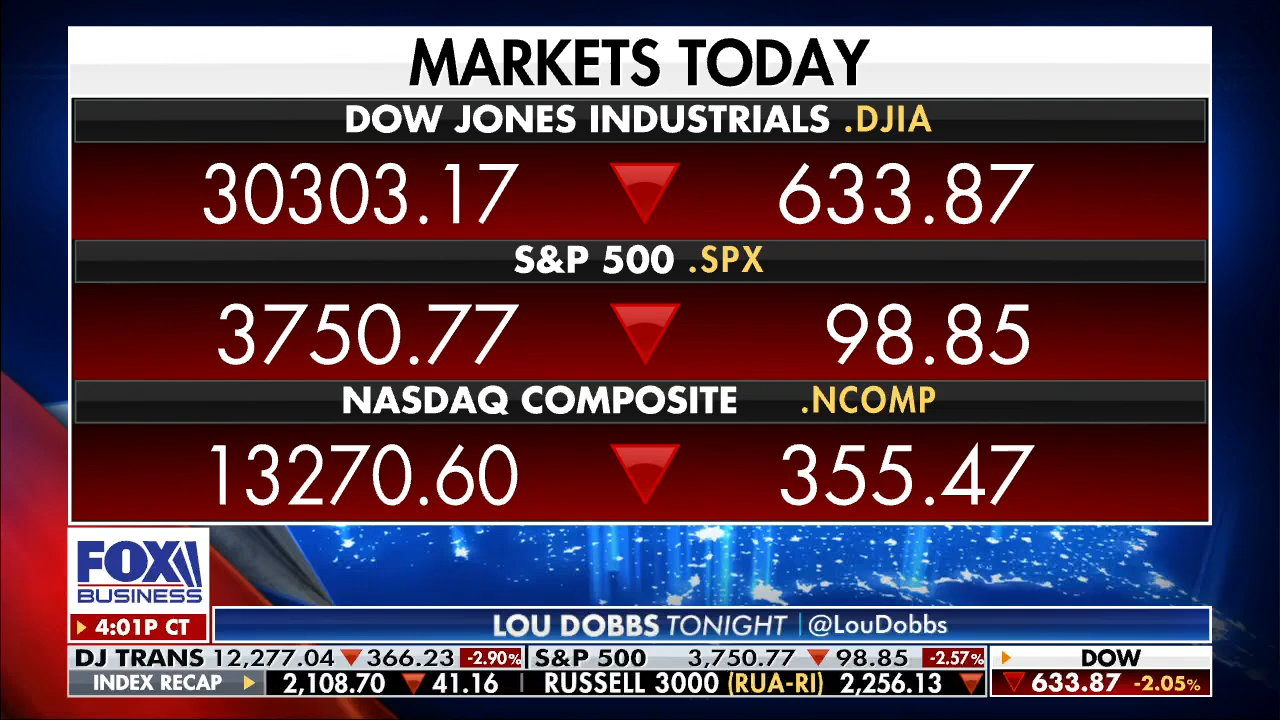 MARKETS TODAY
DOW JONES INDUSTRIALS .DJIA
30303.17 ▼ 633.87
S&P 500 .SPX
3750.77 ▼ 98.85
NASDAQ COMPOSITE .NCOMP
13270.60 ▼ 355.47
FOX
BUSINESS
4:01P CT
LOU DOBBS TONIGHT | @LouDobbs
DJ TRANS 12,277.04 ▼ 366.23 -2.90% S&P 500 3,750.77 ▼ 98.85 -2.57% DOW
INDEX RECAP 2,108.70 ▼ 41.16 | RUSSELL 3000 (RUA-RI) 2,256.13 ▼ ▼ 633.87 -2.05%